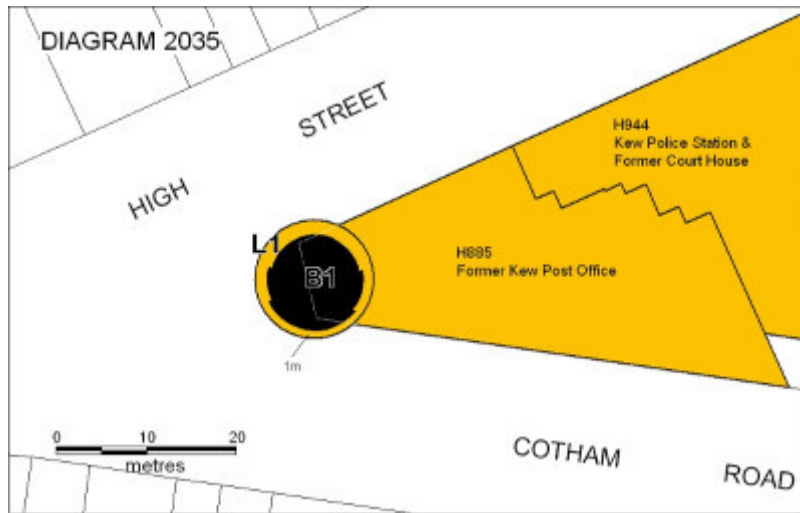 DIAGRAM 2035
HIGH STREET
H944
Kew Police Station &
Former Court House
L1
B1
H885
Former Kew Post Office
1m
0 10 20
metres
COTHAM ROAD